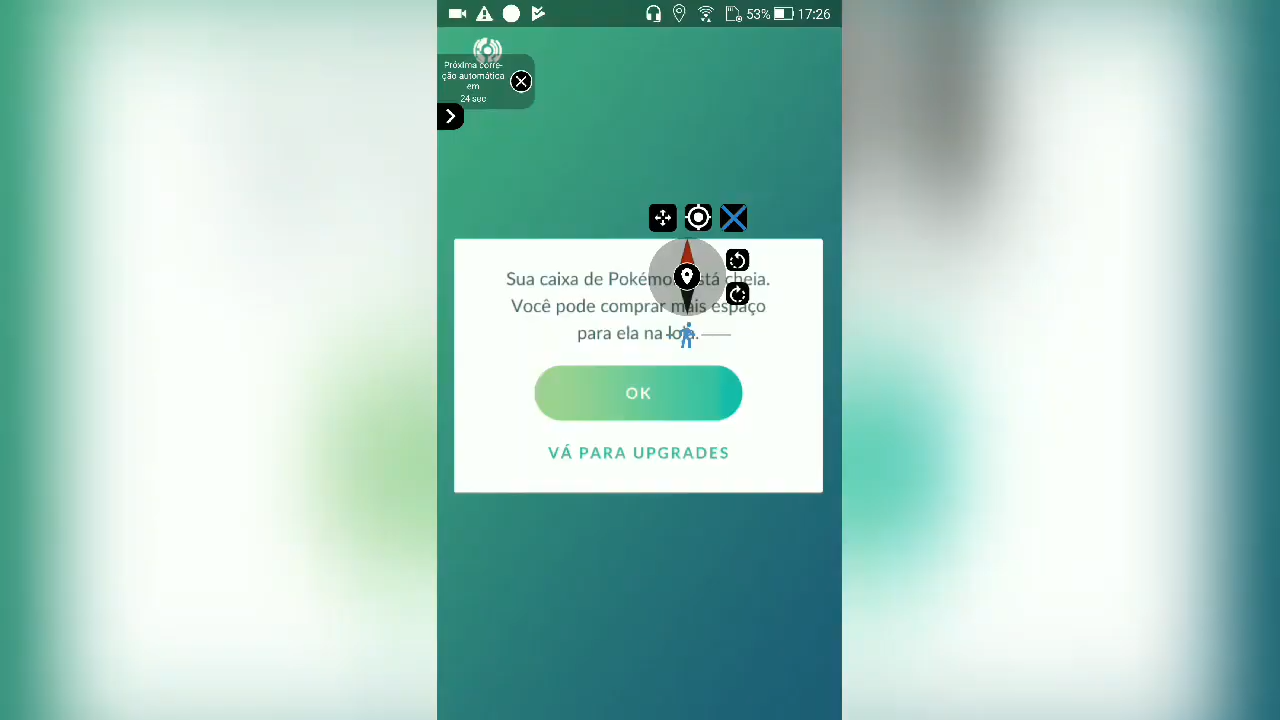 53% 17:26
Próxima corre-
ção automática
em
24 sec
Sua caixa de Pokémon está cheia.
Você pode comprar mais espaço
para ela na loja.
OK
VÁ PARA UPGRADES